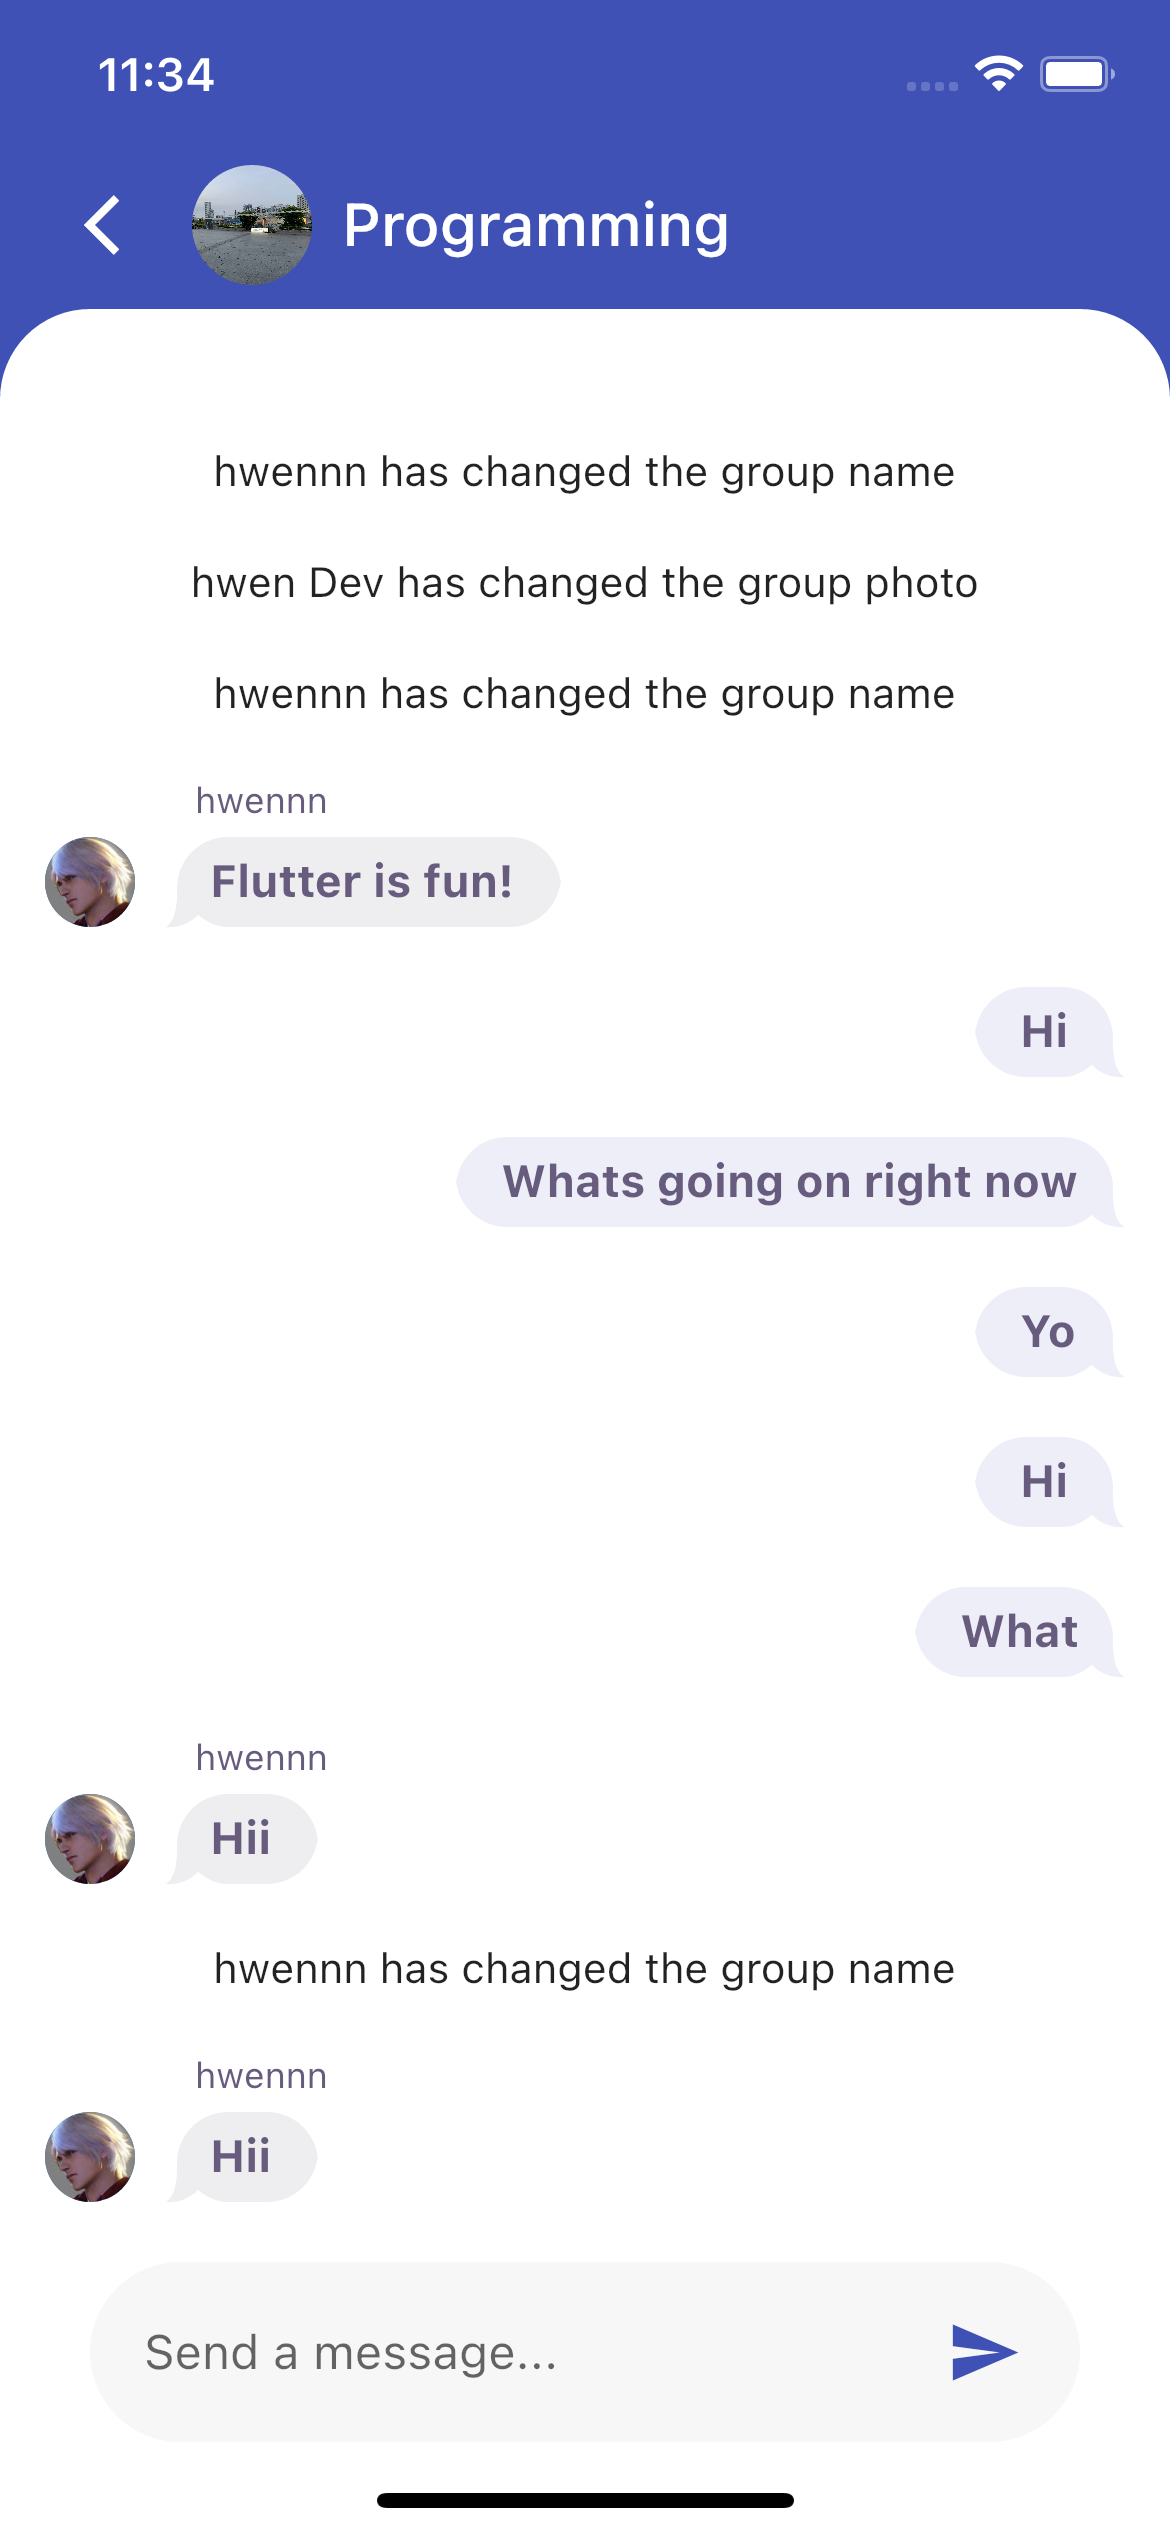 11:34
Programming
hwennn has changed the group name
hwen Dev has changed the group photo
hwennn has changed the group name
hwennn
Flutter is fun!
Hi
Whats going on right now
Yo
Hi
What
hwennn
Hii
hwennn has changed the group name
hwennn
Hii
Send a message...